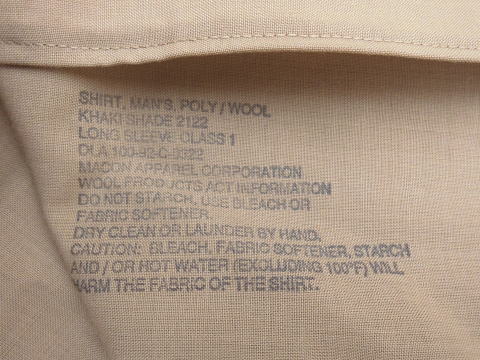 SHIRT, MAN'S, POLY / WOOL
KHAKI SHADE 2122
LONG SLEEVE CLASS 1
DLA 100-92-C-0322
MACON APPAREL CORPORATION
WOOL PRODUCTS ACT INFORMATION
DO NOT STARCH, USE BLEACH OR
FABRIC SOFTENER.
DRY CLEAN OR LAUNDER BY HAND.
CAUTION: BLEACH, FABRIC SOFTENER, STARCH
AND / OR HOT WATER (EXCLUDING 100°F) WILL
HARM THE FABRIC OF THE SHIRT.